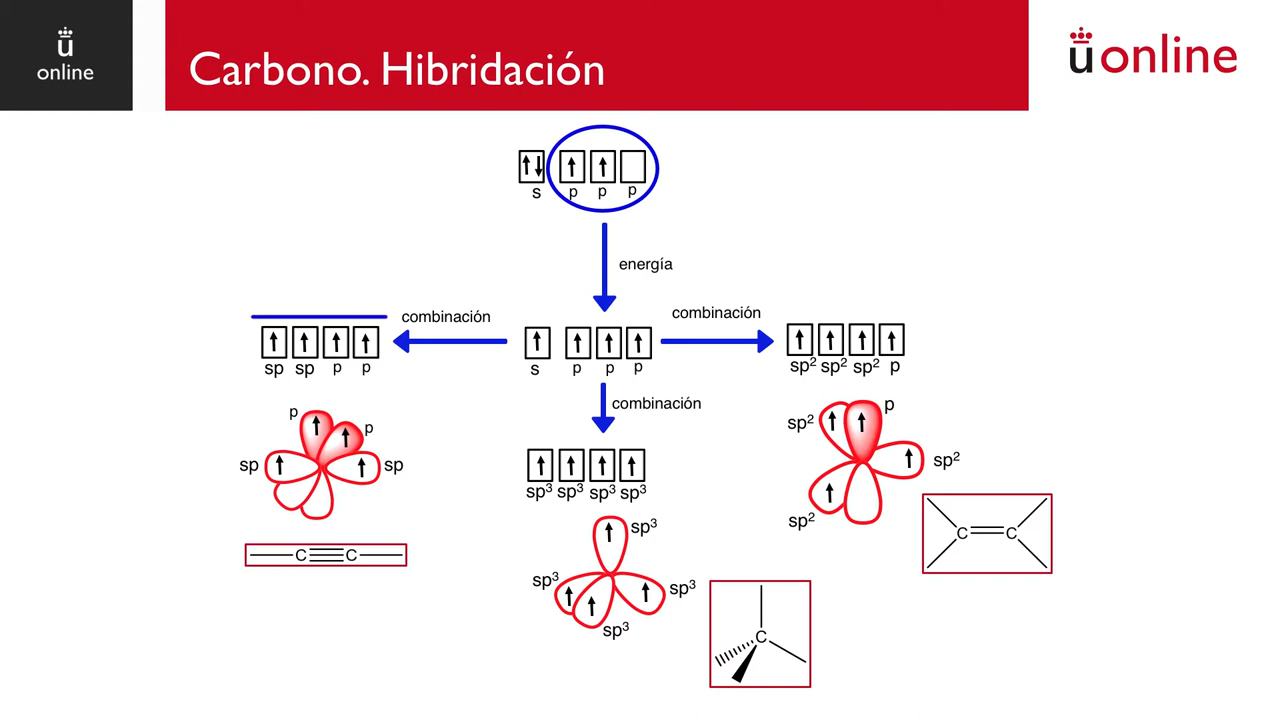 ü
online
Carbono. Hibridación
üonline
s p p p
energía
combinación
combinación
sp sp p p
s p p p
sp² sp² sp² p
combinación
p
p
sp
sp
sp³ sp³ sp³ sp³
p
sp²
sp²
sp²
sp³
sp³
sp³
sp³
C C
C C
C